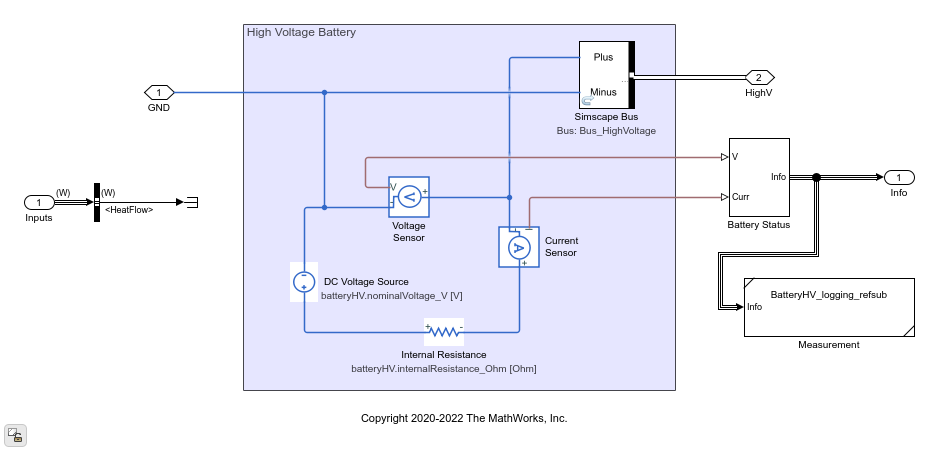 High Voltage Battery
Plus
Minus
...
Simscape Bus
Bus: Bus_HighVoltage
1
GND
2
HighV
(W)
(W)
1
Inputs
<HeatFlow>
V
+
-
V
Voltage
Sensor
V
Curr
Info
Battery Status
1
Info
-
I
A
+
Current
Sensor
-
+
DC Voltage Source
batteryHV.nominalVoltage_V [V]
+
-
Internal Resistance
batteryHV.internalResistance_Ohm [Ohm]
BatteryHV_logging_refsub
Info
Measurement
Copyright 2020-2022 The MathWorks, Inc.